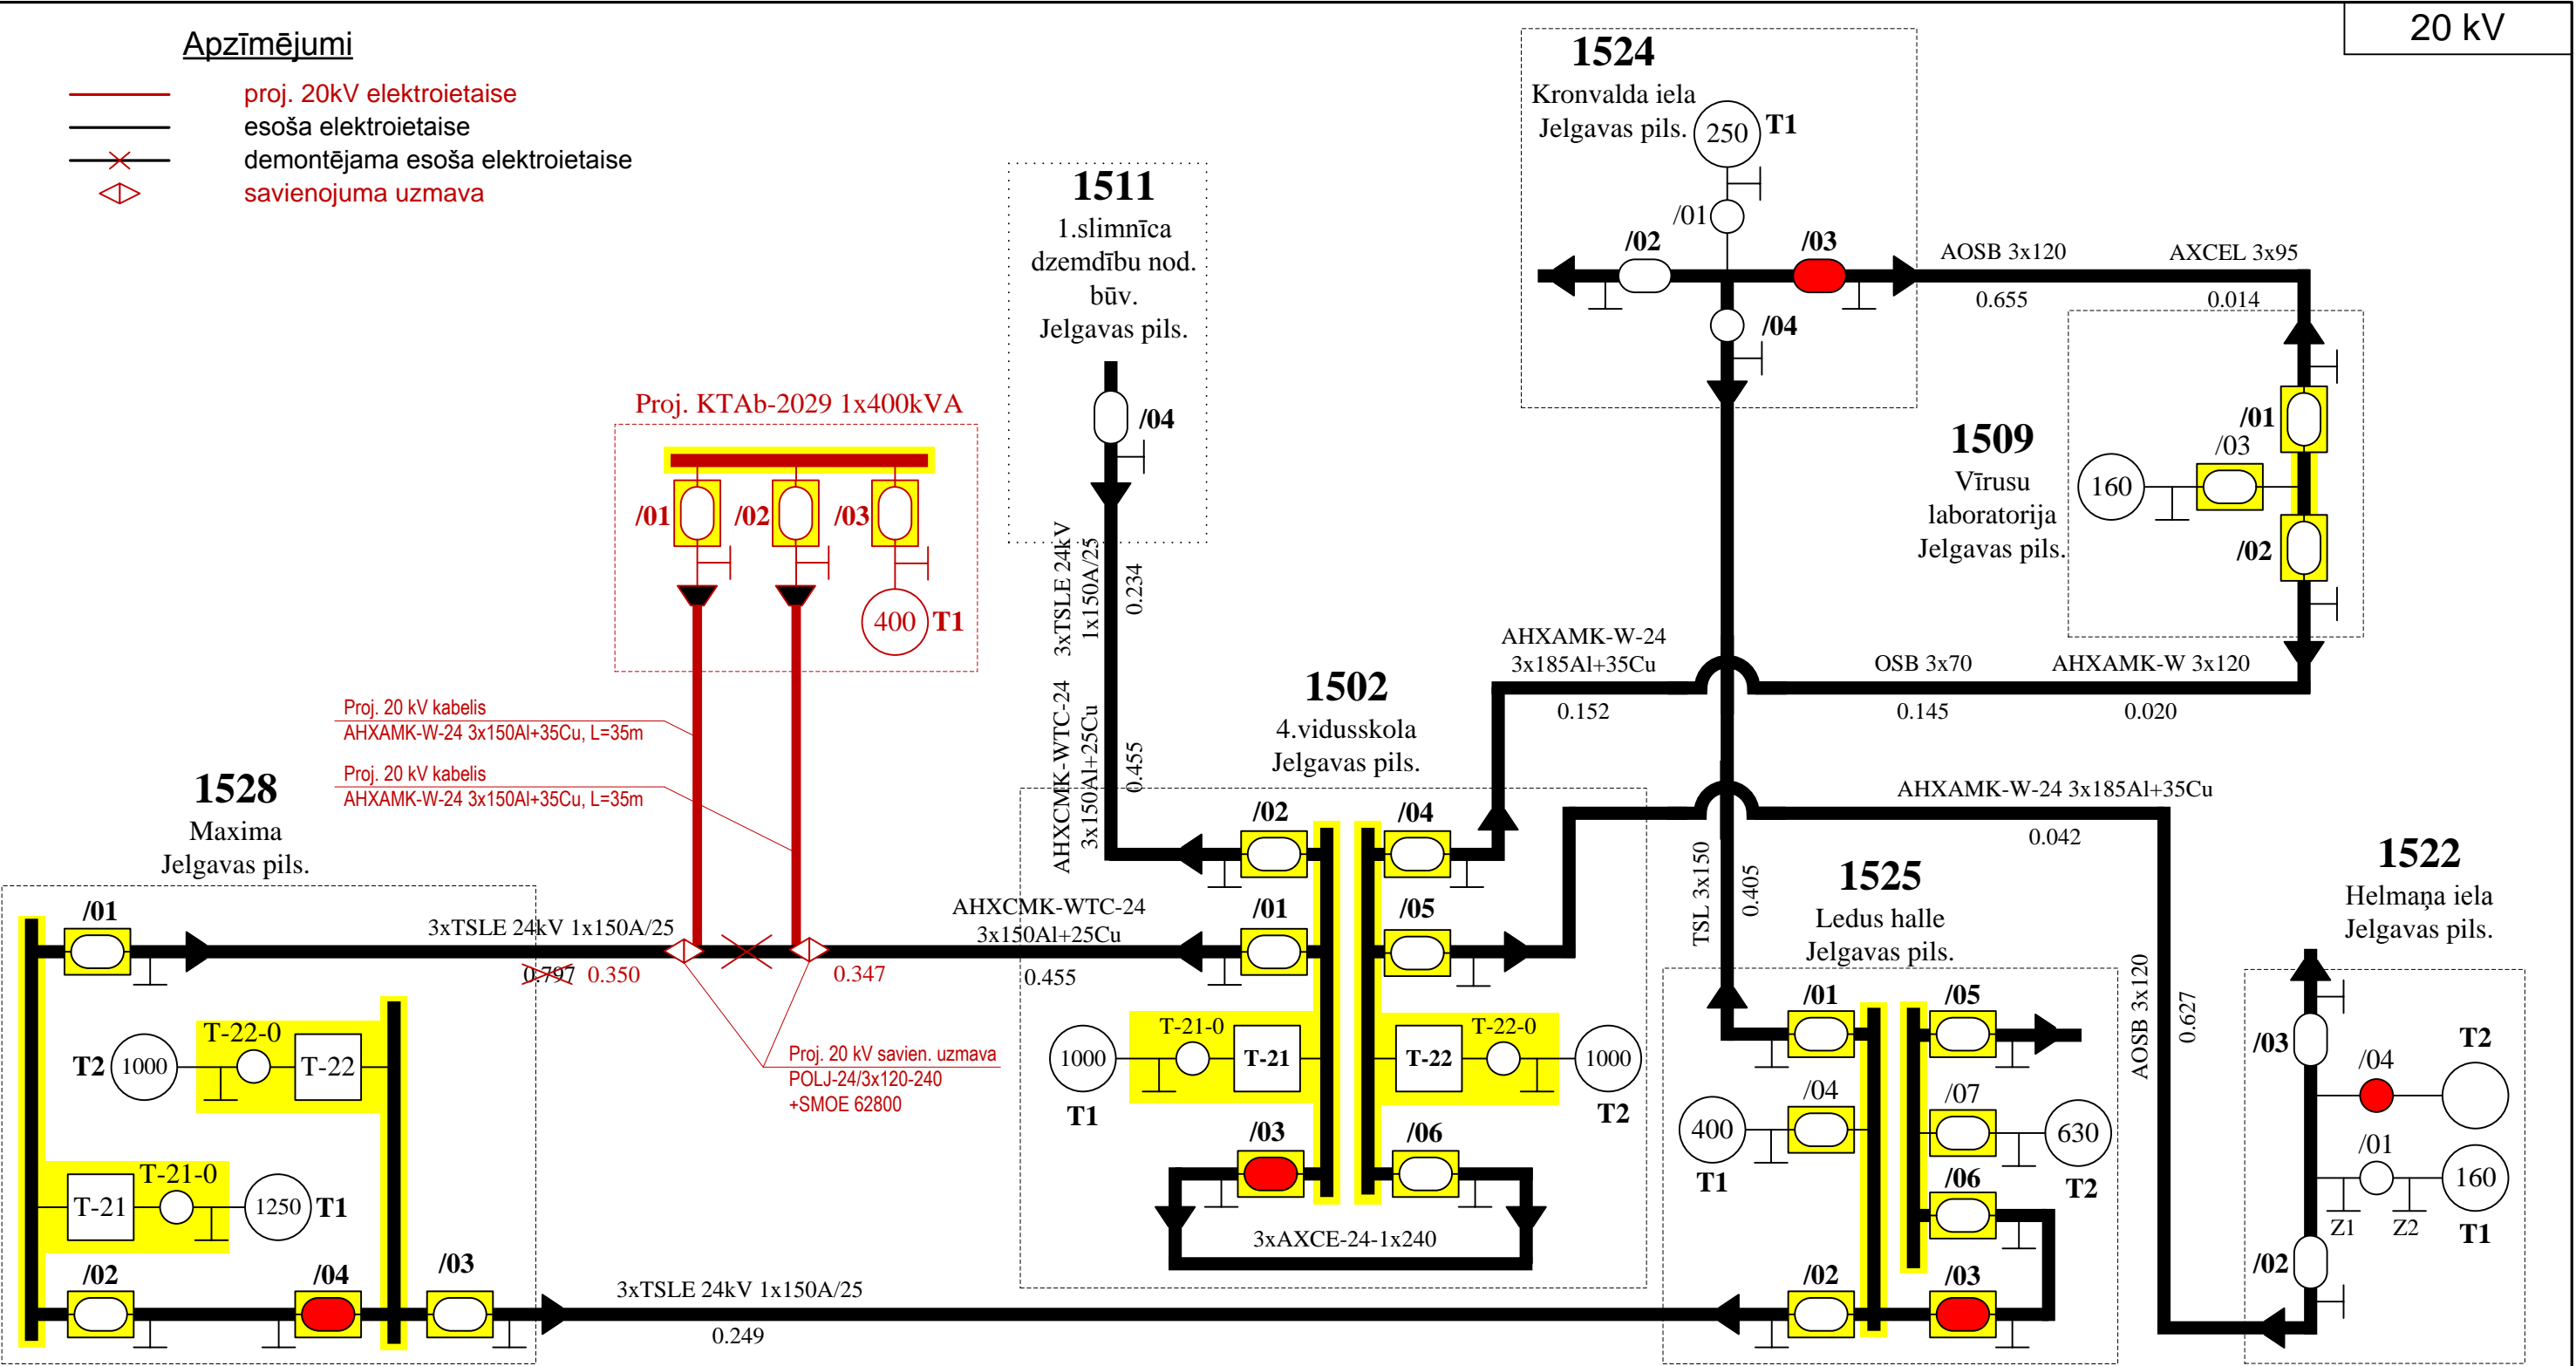 20 kV
Apzīmējumi
proj. 20kV elektroietaise
esoša elektroietaise
demontējama esoša elektroietaise
savienojuma uzmava
1524
Kronvalda iela
Jelgavas pils.
250
T1
/01
/02
/03
/04
AOSB 3x120
0.655
AXCEL 3x95
0.014
1511
1.slimnīca
dzemdību nod.
būv.
Jelgavas pils.
/04
3xTSLE 24kV
1x150A/25
0.234
AHXCMK-WTC-24
3x150Al+25Cu
0.455
1509
Vīrusu
laboratorija
Jelgavas pils.
/01
/03
160
/02
Proj. KTAb-2029 1x400kVA
/01
/02
/03
400
T1
Proj. 20 kV kabelis
AHXAMK-W-24 3x150Al+35Cu, L=35m
Proj. 20 kV kabelis
AHXAMK-W-24 3x150Al+35Cu, L=35m
AHXAMK-W-24
3x185Al+35Cu
0.152
OSB 3x70
0.145
AHXAMK-W 3x120
0.020
1502
4.vidusskola
Jelgavas pils.
/02
/04
/01
/05
T-21-0
T-21
1000
T1
T-22-0
T-22
1000
T2
/03
/06
3xAXCE-24-1x240
AHXAMK-W-24 3x185Al+35Cu
0.042
AOSB 3x120
0.627
TSL 3x150
0.405
1528
Maxima
Jelgavas pils.
/01
3xTSLE 24kV 1x150A/25
0.797
0.350
0.347
AHXCMK-WTC-24
3x150Al+25Cu
0.455
Proj. 20 kV savien. uzmava
POLJ-24/3x120-240
+SMOE 62800
T2
1000
T-22-0
T-22
T-21
T-21-0
1250
T1
/02
/04
/03
3xTSLE 24kV 1x150A/25
0.249
1525
Ledus halle
Jelgavas pils.
/01
/05
/04
400
T1
/07
630
T2
/06
/02
/03
1522
Helmaņa iela
Jelgavas pils.
/03
/04
T2
/01
160
T1
Z1
Z2
/02